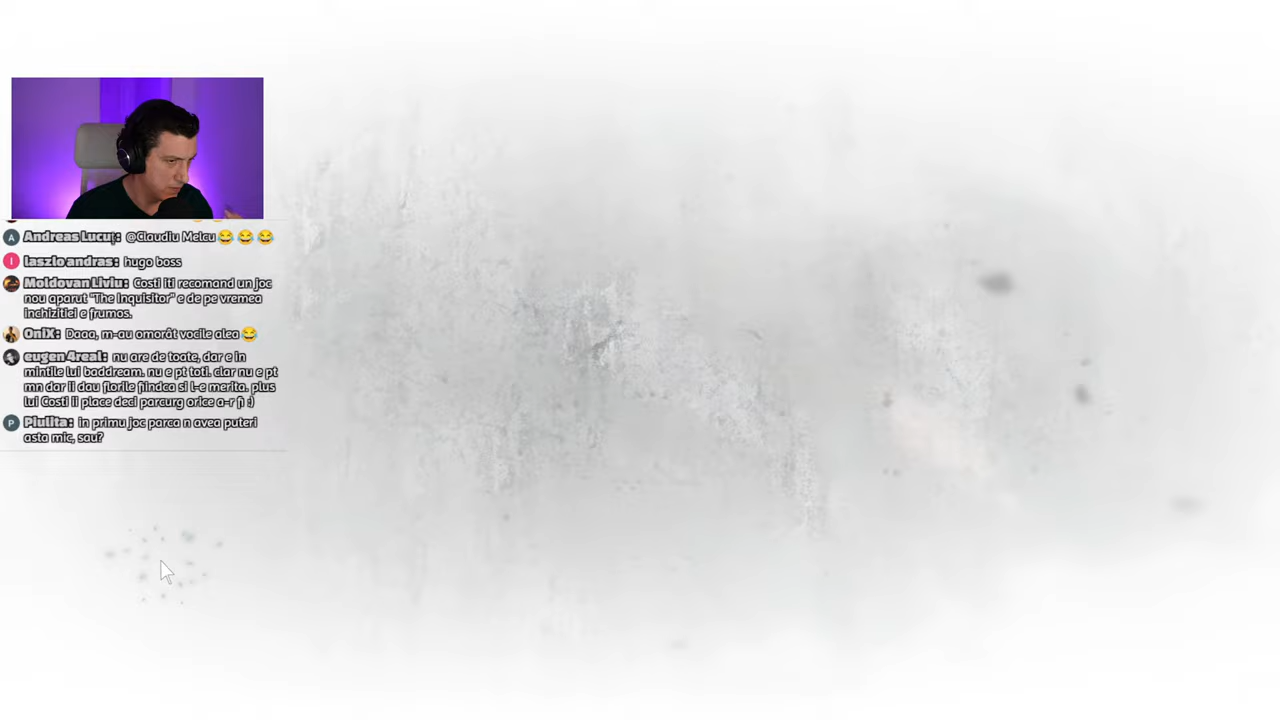 Andreas Lucuț: @Claudiu Melcu 😂 😂 😂
laszlo andras: hugo boss
Moldovan Liviu: Costi iti recomand un joc
nou aparut "The Inquisitor" e de pe vremea
inchizitiei e frumos.
OniX: Daaa, m-au omorât vocile alea 😂
eugen 4real: nu are de toate, dar e in
mintile lui baddream. nu e pt toti. clar nu e pt
mn dar ii dau florile fiindca si l-e merita. plus
lui Costi ii place deci parcurg orice a-r fi :)
Piulita: in primu joc parca n avea puteri
asta mic, sau?